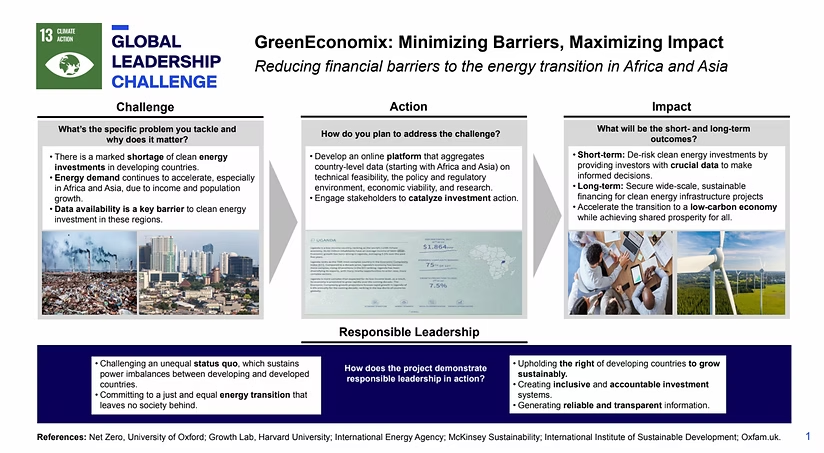 13 CLIMATE
ACTION
GLOBAL
LEADERSHIP
CHALLENGE
GreenEconomix: Minimizing Barriers, Maximizing Impact
Reducing financial barriers to the energy transition in Africa and Asia
Challenge
What's the specific problem you tackle and
why does it matter?
• There is a marked shortage of clean energy
investments in developing countries.
• Energy demand continues to accelerate, especially
in Africa and Asia, due to income and population
growth.
• Data availability is a key barrier to clean energy
investment in these regions.
Action
How do you plan to address the challenge?
• Develop an online platform that aggregates
country-level data (starting with Africa and Asia) on
technical feasibility, the policy and regulatory
environment, economic viability, and research.
• Engage stakeholders to catalyze investment action.
UGANDA
$1,864
75%
7.5%
Impact
What will be the short- and long-term
outcomes?
• Short-term: De-risk clean energy investments by
providing investors with crucial data to make
informed decisions.
• Long-term: Secure wide-scale, sustainable
financing for clean energy infrastructure projects
• Accelerate the transition to a low-carbon economy
while achieving shared prosperity for all.
Responsible Leadership
• Challenging an unequal status quo, which sustains
power imbalances between developing and developed
countries.
• Committing to a just and equal energy transition that
leaves no society behind.
How does the project demonstrate
responsible leadership in action?
• Upholding the right of developing countries to grow
sustainably.
• Creating inclusive and accountable investment
systems.
• Generating reliable and transparent information.
References: Net Zero, University of Oxford; Growth Lab, Harvard University; International Energy Agency; McKinsey Sustainability; International Institute of Sustainable Development; Oxfam.uk.
1